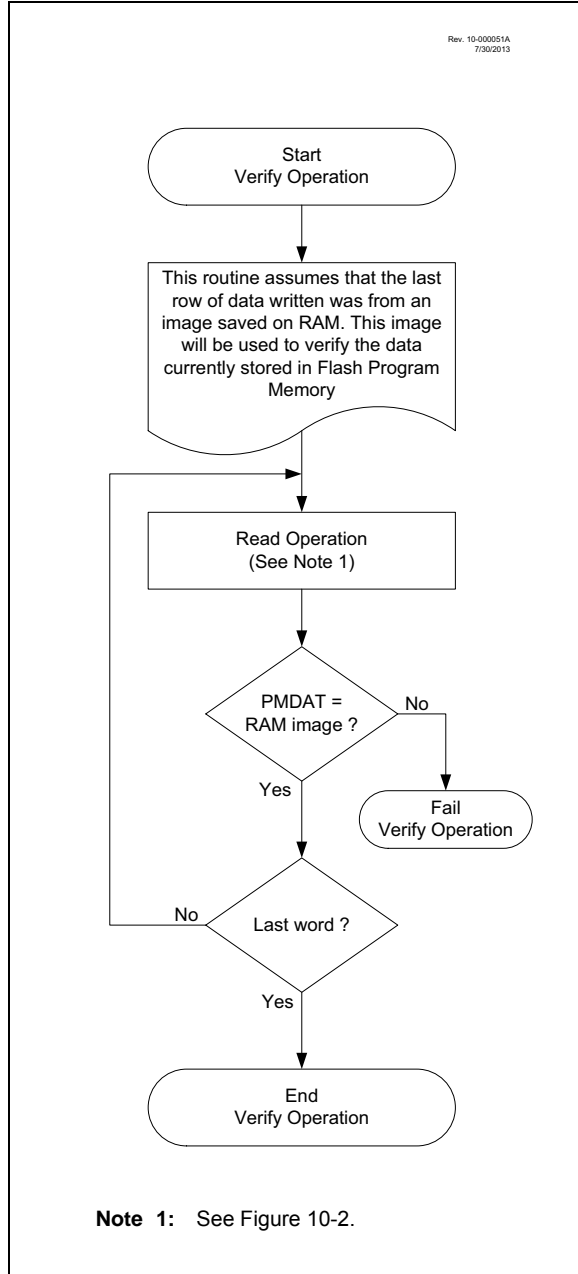 Rev. 10-000051A
7/30/2013
Start
Verify Operation
This routine assumes that the last
row of data written was from an
image saved on RAM. This image
will be used to verify the data
currently stored in Flash Program
Memory
Read Operation
(See Note 1)
PMDAT =
RAM image ?
No
Yes
Fail
Verify Operation
No
Last word ?
Yes
End
Verify Operation
Note 1: See Figure 10-2.